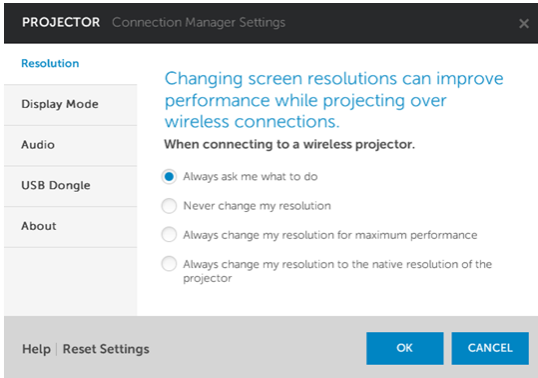 PROJECTOR Connection Manager Settings
Resolution
Display Mode
Audio
USB Dongle
About
Changing screen resolutions can improve
performance while projecting over
wireless connections.
When connecting to a wireless projector.
Always ask me what to do
Never change my resolution
Always change my resolution for maximum performance
Always change my resolution to the native resolution of the
projector
Help | Reset Settings
OK
CANCEL